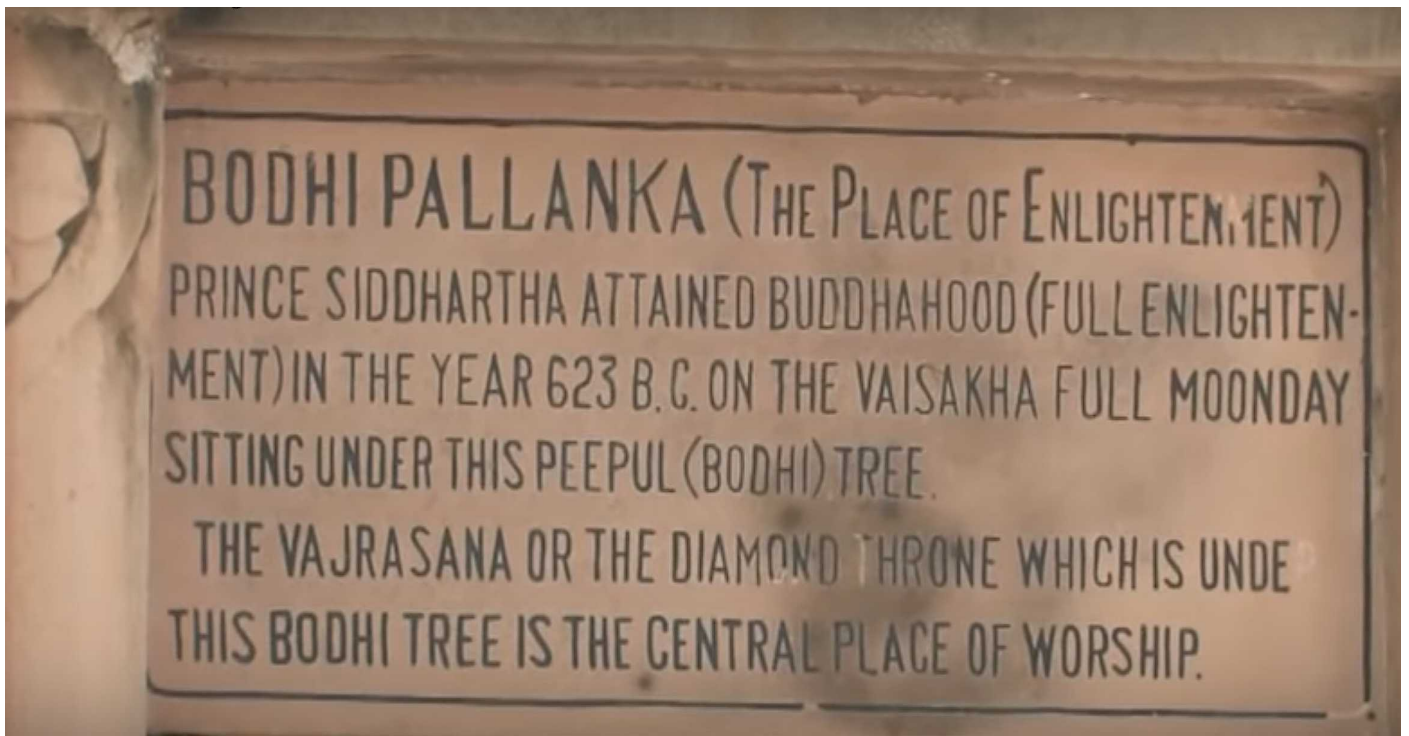 BODHI PALLANKA (THE PLACE OF ENLIGHTENMENT)
PRINCE SIDDHARTHA ATTAINED BUDDHAHOOD (FULL ENLIGHTEN-
MENT) IN THE YEAR 623 B.C. ON THE VAISAKHA FULL MOONDAY
SITTING UNDER THIS PEEPUL (BODHI) TREE.
THE VAJRASANA OR THE DIAMOND THRONE WHICH IS UNDER
THIS BODHI TREE IS THE CENTRAL PLACE OF WORSHIP.